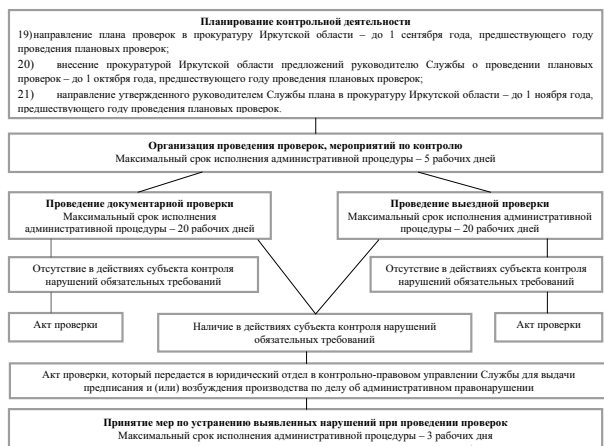 Планирование контрольной деятельности
19)направление плана проверок в прокуратуру Иркутской области – до 1 сентября года, предшествующего году
проведения плановых проверок;
20) внесение прокуратурой Иркутской области предложений руководителю Службы о проведении плановых
проверок – до 1 октября года, предшествующего году проведения плановых проверок;
21) направление утвержденного руководителем Службы плана в прокуратуру Иркутской области – до 1 ноября года,
предшествующего году проведения плановых проверок.
Организация проведения проверок, мероприятий по контролю
Максимальный срок исполнения административной процедуры – 5 рабочих дней
Проведение документарной проверки
Максимальный срок исполнения
административной процедуры – 20 рабочих дней
Проведение выездной проверки
Максимальный срок исполнения административной
процедуры – 20 рабочих дней
Отсутствие в действиях субъекта контроля
нарушений обязательных требований
Отсутствие в действиях субъекта контроля
нарушений обязательных требований
Акт проверки
Наличие в действиях субъекта контроля нарушений
обязательных требований
Акт проверки
Акт проверки, который передается в юридический отдел в контрольно-правовом управлении Службы для выдачи
предписания и (или) возбуждения производства по делу об административном правонарушении
Принятие мер по устранению выявленных нарушений при проведении проверок
Максимальный срок исполнения административной процедуры – 3 рабочих дня